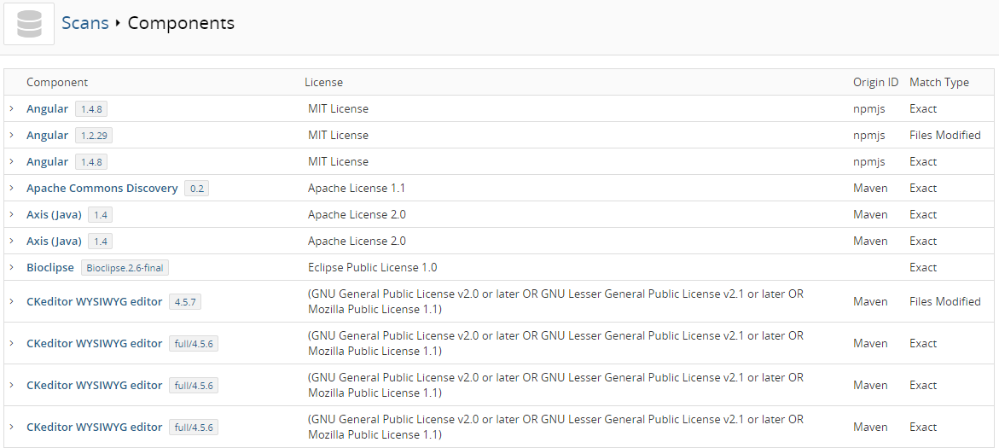 Scans ▸ Components
Component License Origin ID Match Type
Angular 1.4.8 MIT License npmjs Exact
Angular 1.2.29 MIT License npmjs Files Modified
Angular 1.4.8 MIT License npmjs Exact
Apache Commons Discovery 0.2 Apache License 1.1 Maven Exact
Axis (Java) 1.4 Apache License 2.0 Maven Exact
Axis (Java) 1.4 Apache License 2.0 Maven Exact
Bioclipse Bioclipse.2.6-final Eclipse Public License 1.0 Exact
CKeditor WYSIWYG editor 4.5.7 (GNU General Public License v2.0 or later OR GNU Lesser General Public License v2.1 or later OR Maven Files Modified
Mozilla Public License 1.1)
CKeditor WYSIWYG editor full/4.5.6 (GNU General Public License v2.0 or later OR GNU Lesser General Public License v2.1 or later OR Maven Exact
Mozilla Public License 1.1)
CKeditor WYSIWYG editor full/4.5.6 (GNU General Public License v2.0 or later OR GNU Lesser General Public License v2.1 or later OR Maven Exact
Mozilla Public License 1.1)
CKeditor WYSIWYG editor full/4.5.6 (GNU General Public License v2.0 or later OR GNU Lesser General Public License v2.1 or later OR Maven Exact
Mozilla Public License 1.1)